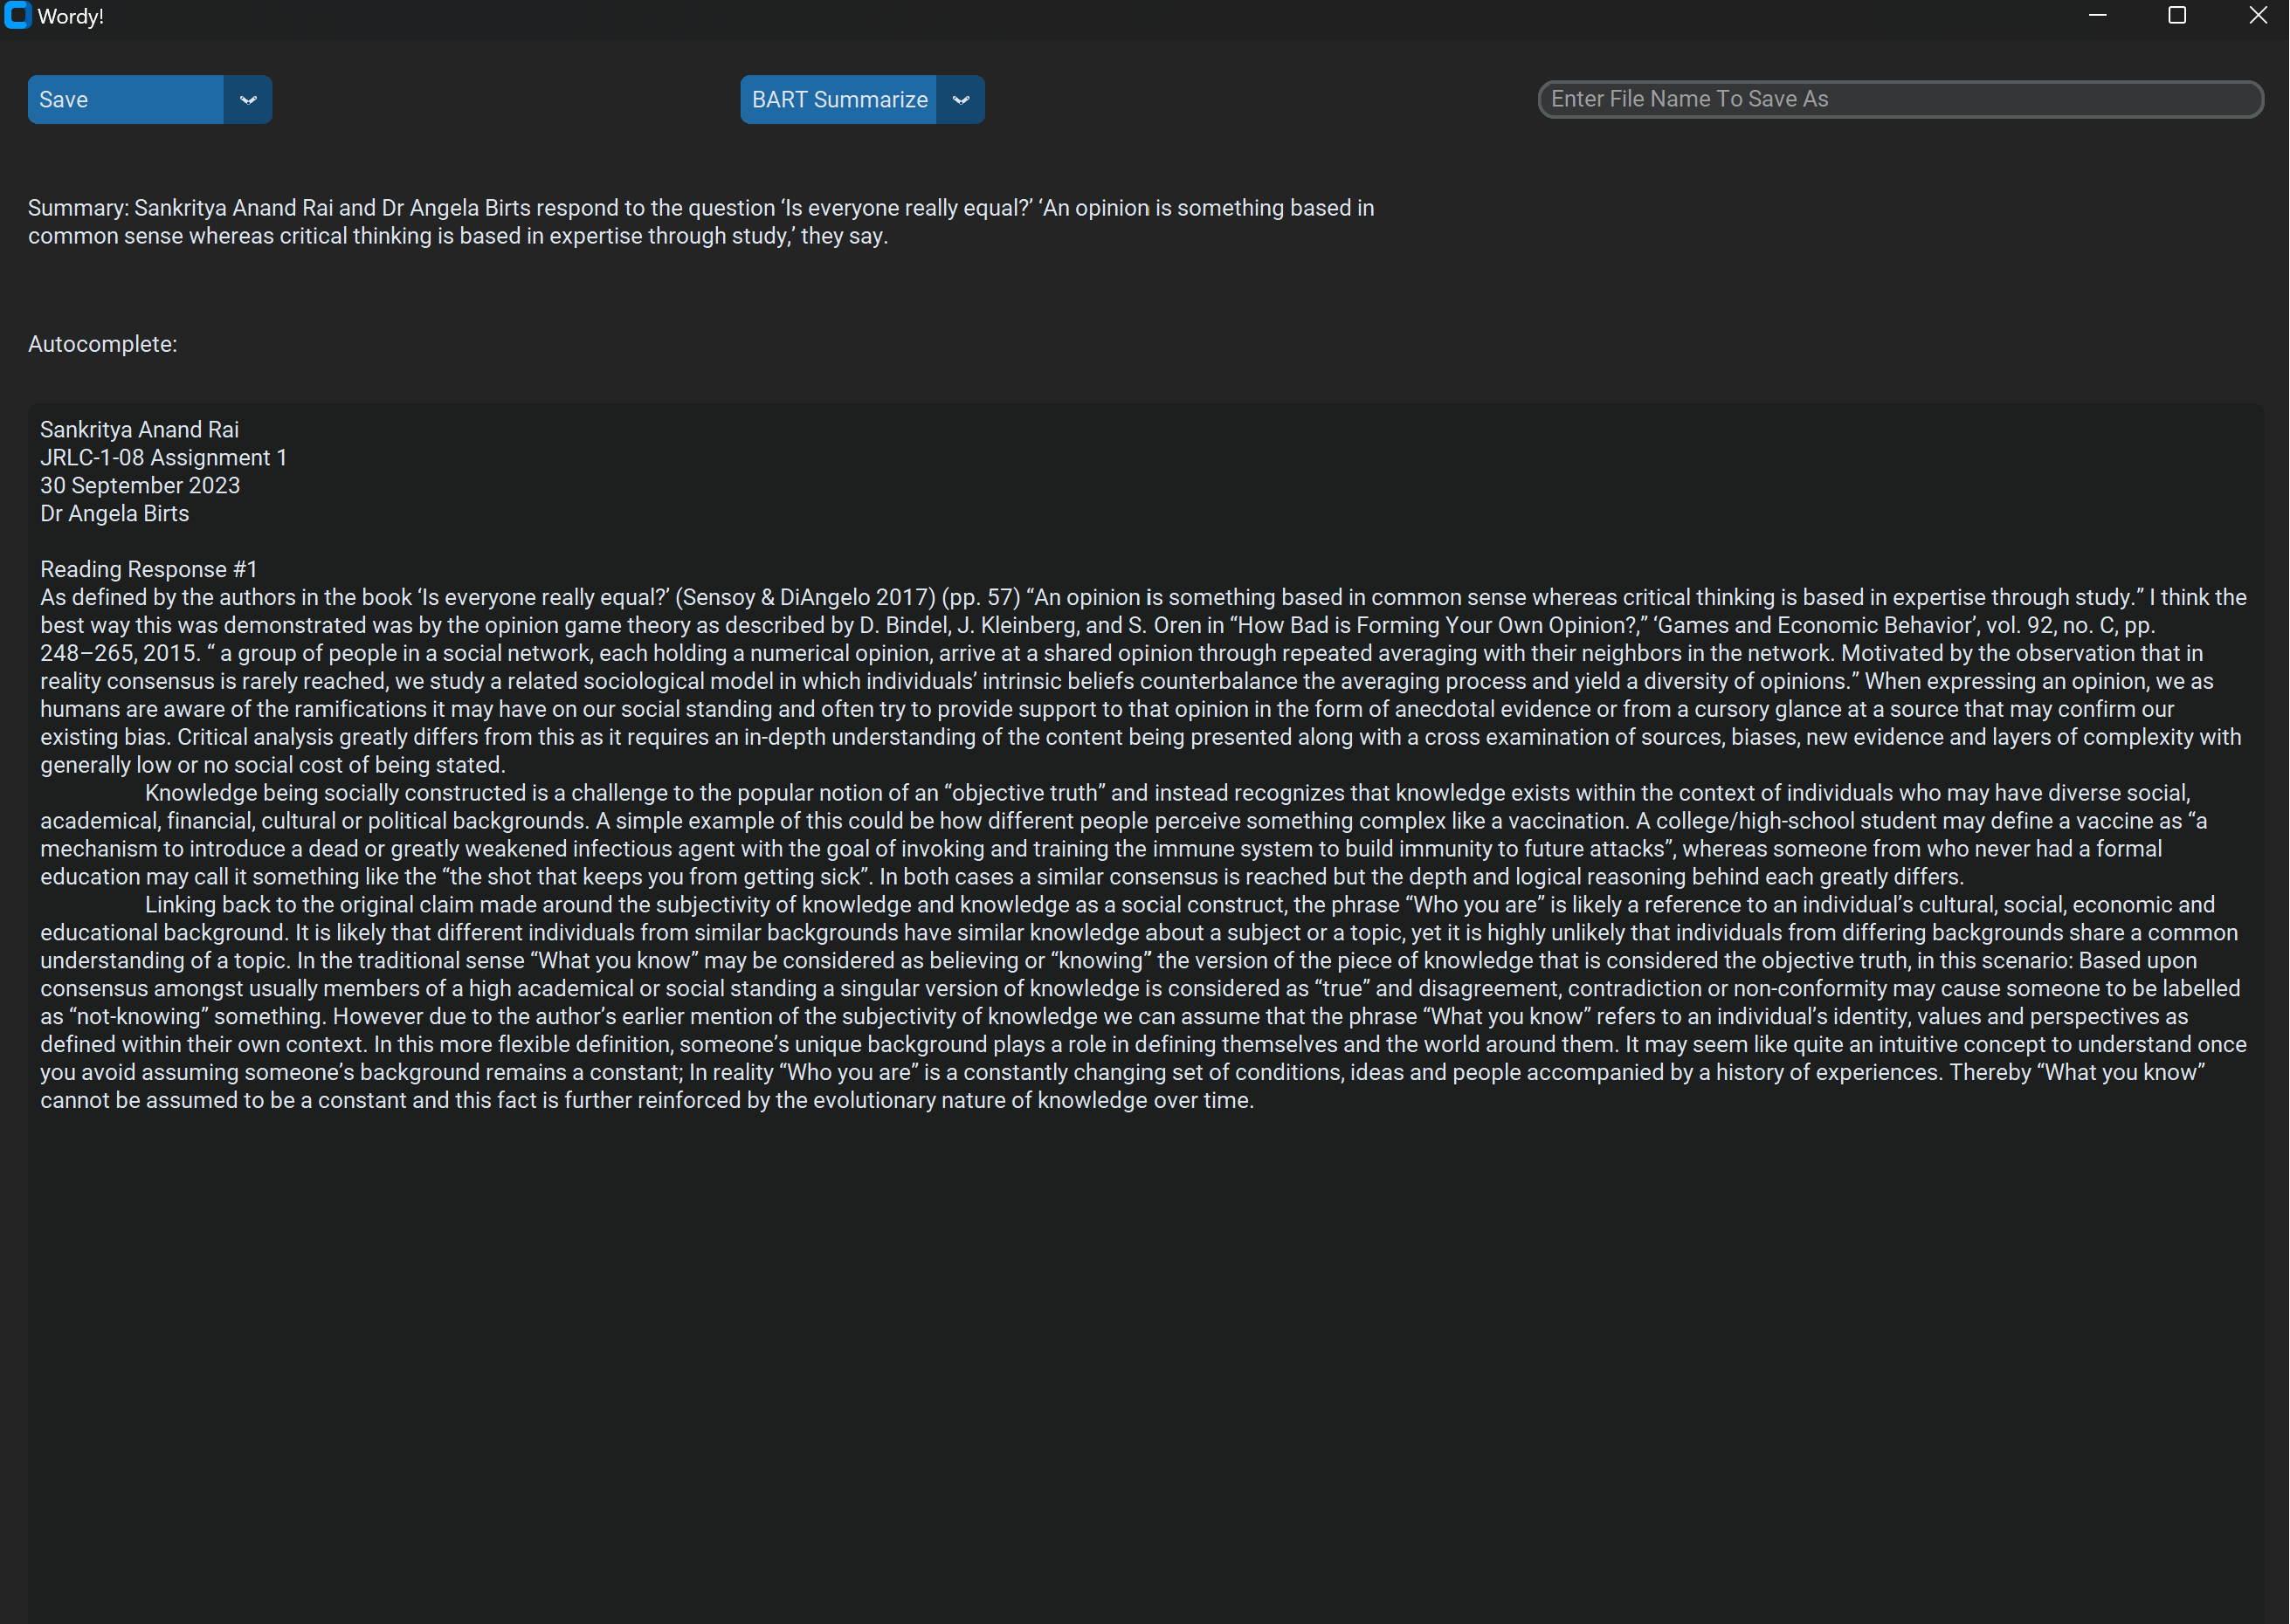 Wordy!
Save
BART Summarize
Enter File Name To Save As
Summary: Sankritya Anand Rai and Dr Angela Birts respond to the question ‘Is everyone really equal?’ ‘An opinion is something based in
common sense whereas critical thinking is based in expertise through study,’ they say.
Autocomplete:
Sankritya Anand Rai
JRLC-1-08 Assignment 1
30 September 2023
Dr Angela Birts
Reading Response #1
As defined by the authors in the book ‘Is everyone really equal?’ (Sensoy & DiAngelo 2017) (pp. 57) “An opinion is something based in common sense whereas critical thinking is based in expertise through study.” I think the
best way this was demonstrated was by the opinion game theory as described by D. Bindel, J. Kleinberg, and S. Oren in “How Bad is Forming Your Own Opinion?,” ‘Games and Economic Behavior’, vol. 92, no. C, pp.
248–265, 2015. “ a group of people in a social network, each holding a numerical opinion, arrive at a shared opinion through repeated averaging with their neighbors in the network. Motivated by the observation that in
reality consensus is rarely reached, we study a related sociological model in which individuals’ intrinsic beliefs counterbalance the averaging process and yield a diversity of opinions.” When expressing an opinion, we as
humans are aware of the ramifications it may have on our social standing and often try to provide support to that opinion in the form of anecdotal evidence or from a cursory glance at a source that may confirm our
existing bias. Critical analysis greatly differs from this as it requires an in-depth understanding of the content being presented along with a cross examination of sources, biases, new evidence and layers of complexity with
generally low or no social cost of being stated.
Knowledge being socially constructed is a challenge to the popular notion of an “objective truth” and instead recognizes that knowledge exists within the context of individuals who may have diverse social,
academical, financial, cultural or political backgrounds. A simple example of this could be how different people perceive something complex like a vaccination. A college/high-school student may define a vaccine as “a
mechanism to introduce a dead or greatly weakened infectious agent with the goal of invoking and training the immune system to build immunity to future attacks”, whereas someone from who never had a formal
education may call it something like the “the shot that keeps you from getting sick”. In both cases a similar consensus is reached but the depth and logical reasoning behind each greatly differs.
Linking back to the original claim made around the subjectivity of knowledge and knowledge as a social construct, the phrase “Who you are” is likely a reference to an individual’s cultural, social, economic and
educational background. It is likely that different individuals from similar backgrounds have similar knowledge about a subject or a topic, yet it is highly unlikely that individuals from differing backgrounds share a common
understanding of a topic. In the traditional sense “What you know” may be considered as believing or “knowing” the version of the piece of knowledge that is considered the objective truth, in this scenario: Based upon
consensus amongst usually members of a high academical or social standing a singular version of knowledge is considered as “true” and disagreement, contradiction or non-conformity may cause someone to be labelled
as “not-knowing” something. However due to the author’s earlier mention of the subjectivity of knowledge we can assume that the phrase “What you know” refers to an individual’s identity, values and perspectives as
defined within their own context. In this more flexible definition, someone’s unique background plays a role in defining themselves and the world around them. It may seem like quite an intuitive concept to understand once
you avoid assuming someone’s background remains a constant; In reality “Who you are” is a constantly changing set of conditions, ideas and people accompanied by a history of experiences. Thereby “What you know”
cannot be assumed to be a constant and this fact is further reinforced by the evolutionary nature of knowledge over time.